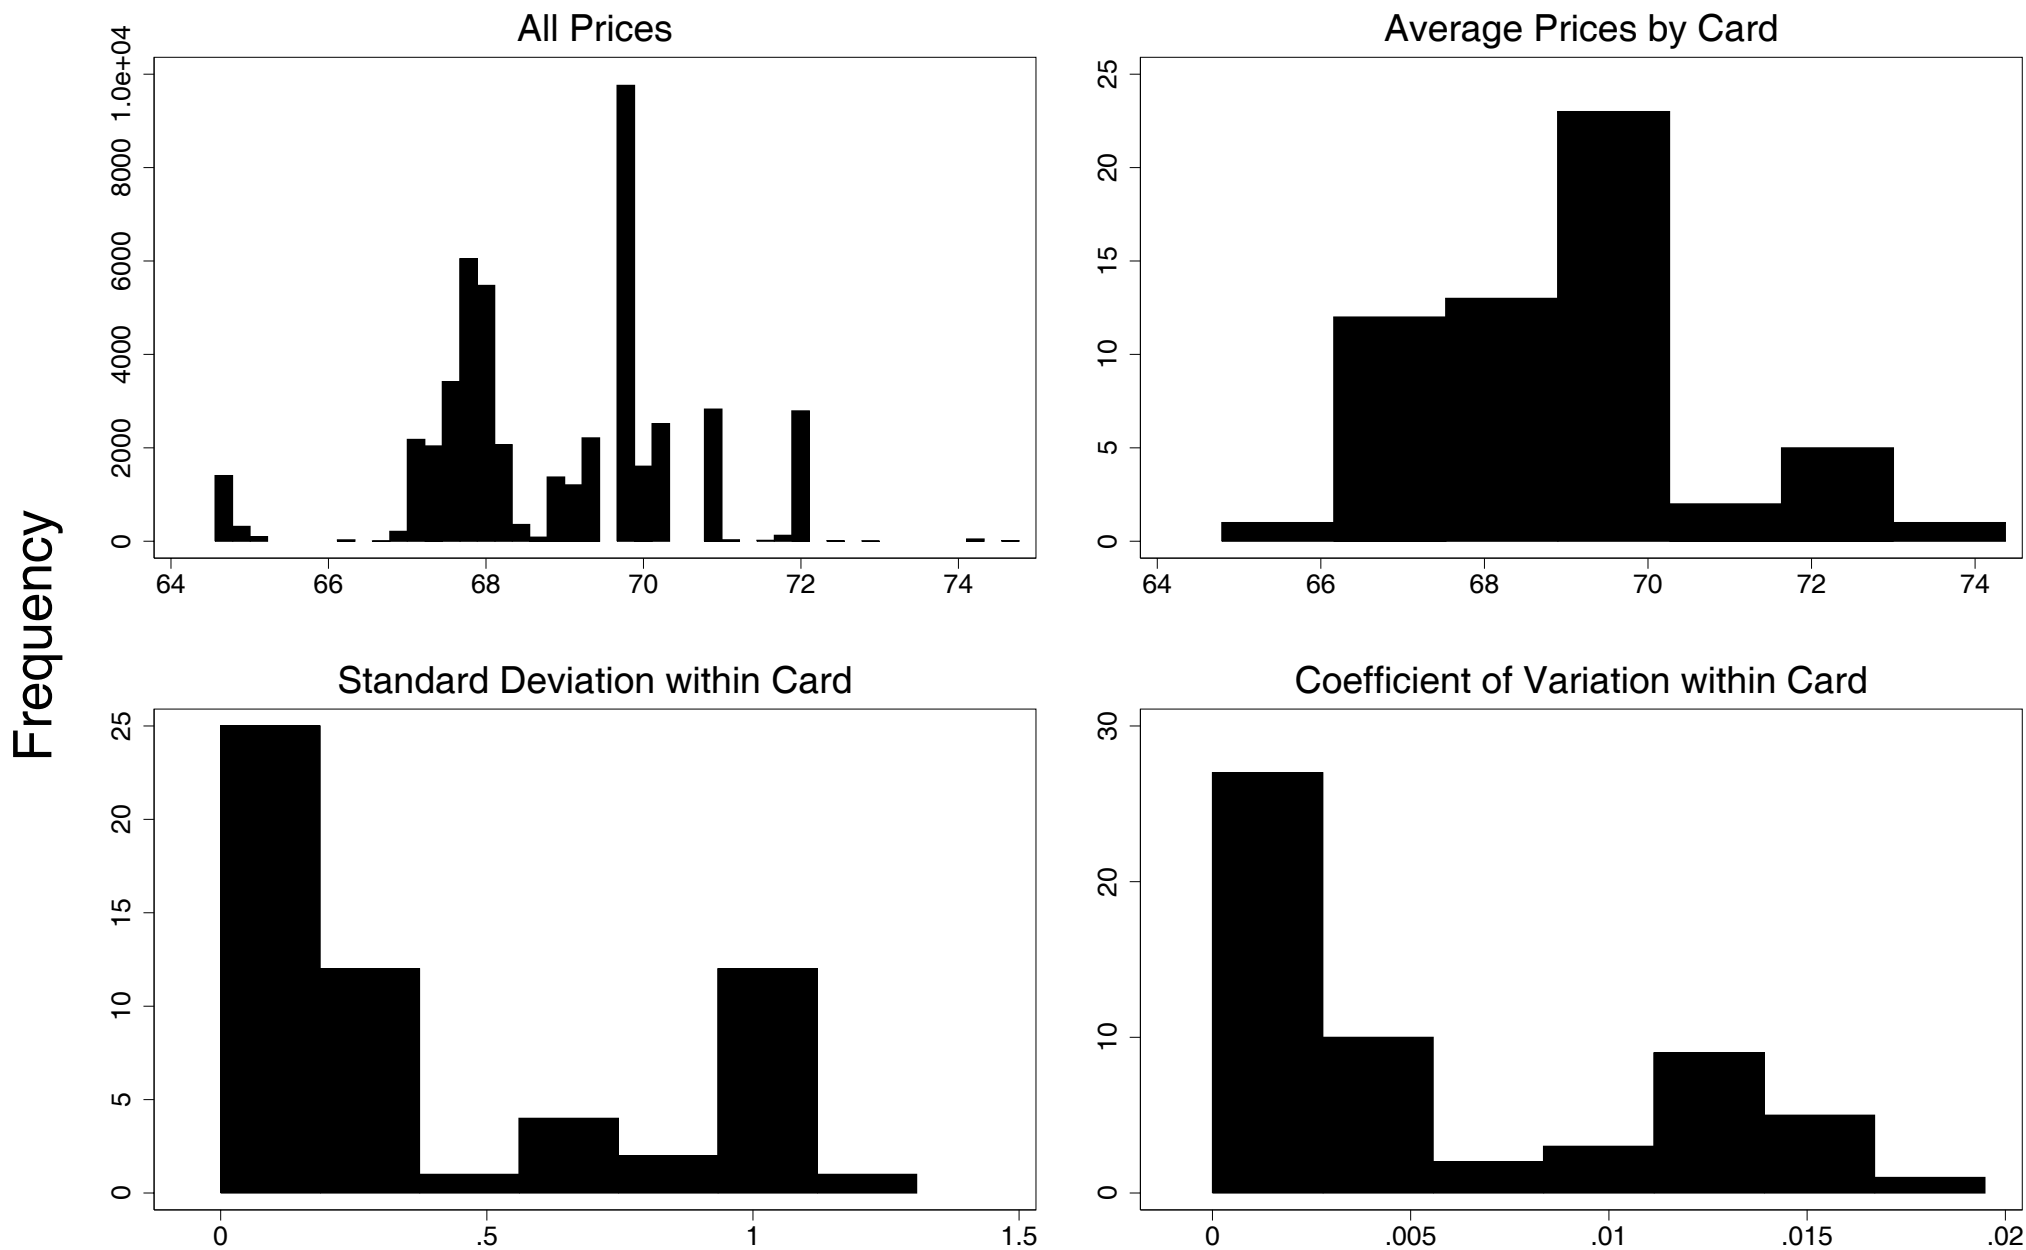 Frequency
All Prices
1.0e+04
8000
6000
4000
2000
0
64 66 68 70 72 74
Average Prices by Card
25
20
15
10
5
0
64 66 68 70 72 74
Standard Deviation within Card
25
20
15
10
5
0
0 .5 1 1.5
Coefficient of Variation within Card
30
20
10
0
0 .005 .01 .015 .02